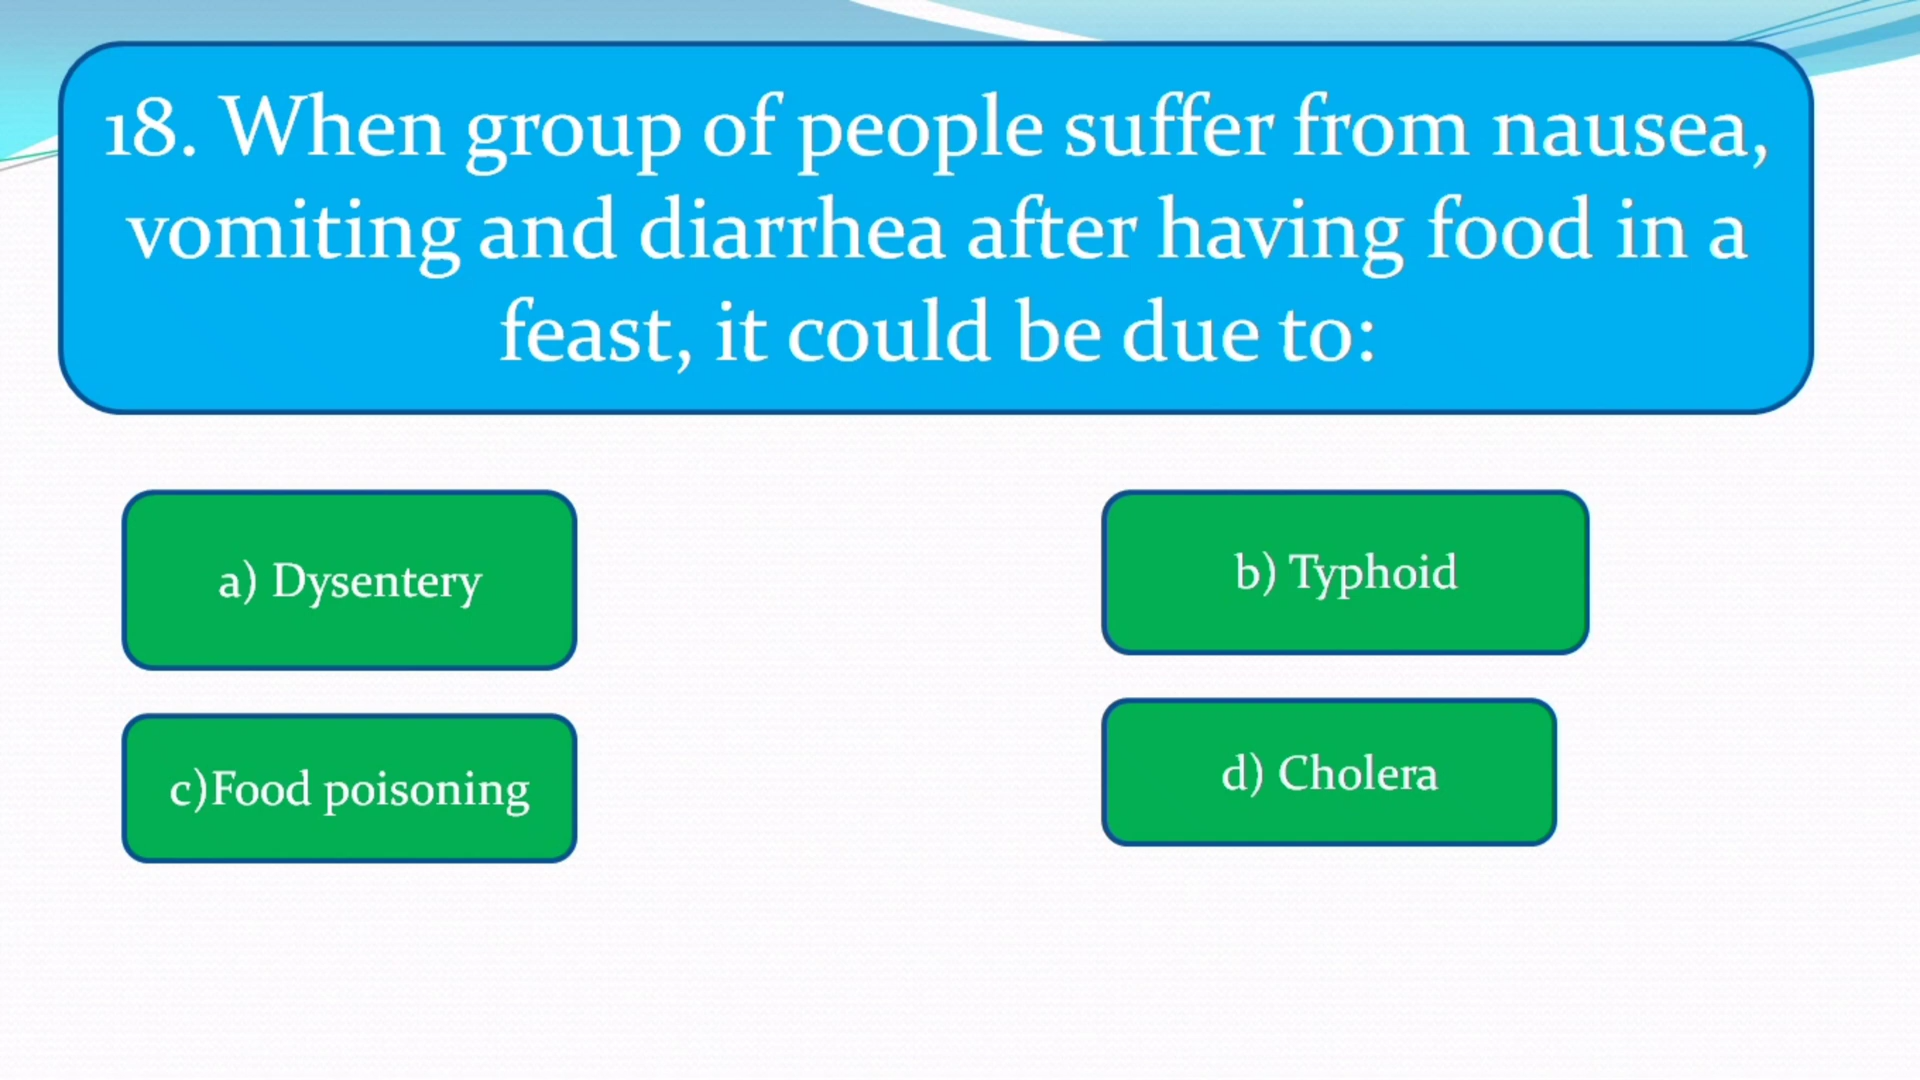 18. When group of people suffer from nausea,
vomiting and diarrhea after having food in a
feast, it could be due to:
a) Dysentery
b) Typhoid
c)Food poisoning
d) Cholera